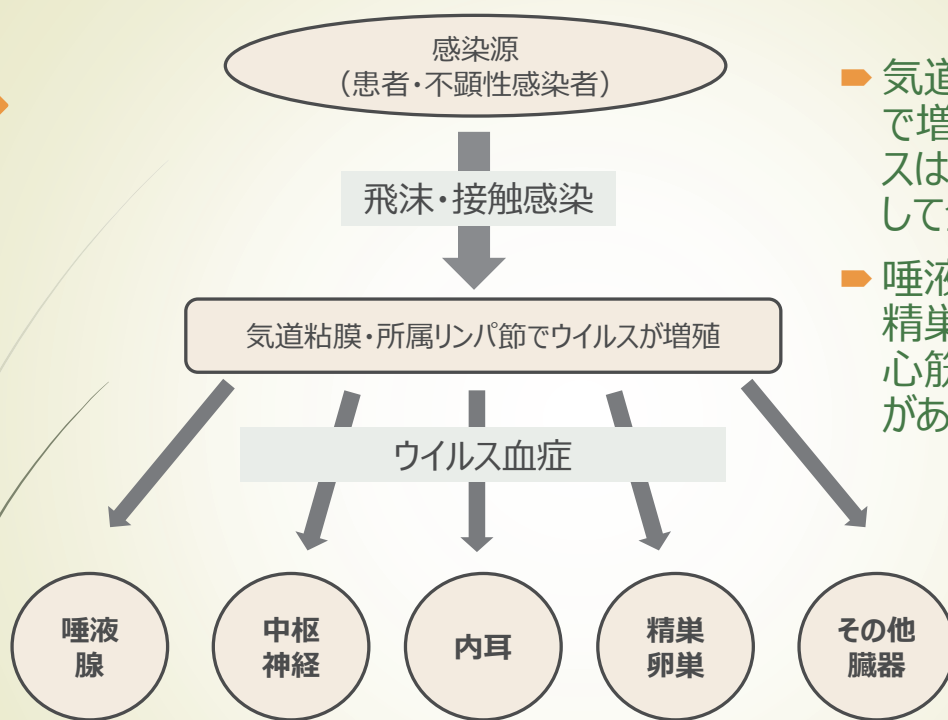 感染源
（患者・不顕性感染者）
飛沫・接触感染
気道粘膜・所属リンパ節でウイルスが増殖
ウイルス血症
唾液
腺
中枢
神経
内耳
精巣
卵巣
その他
臓器
気道
で増
スは
して
唾液
精巣
心筋
があ